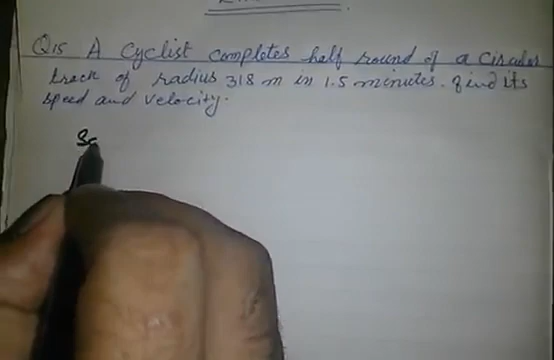 Q15 A Cyclist completes half round of a Circular
track of radius 318 m in 1.5 minutes. find its
speed and velocity.
So